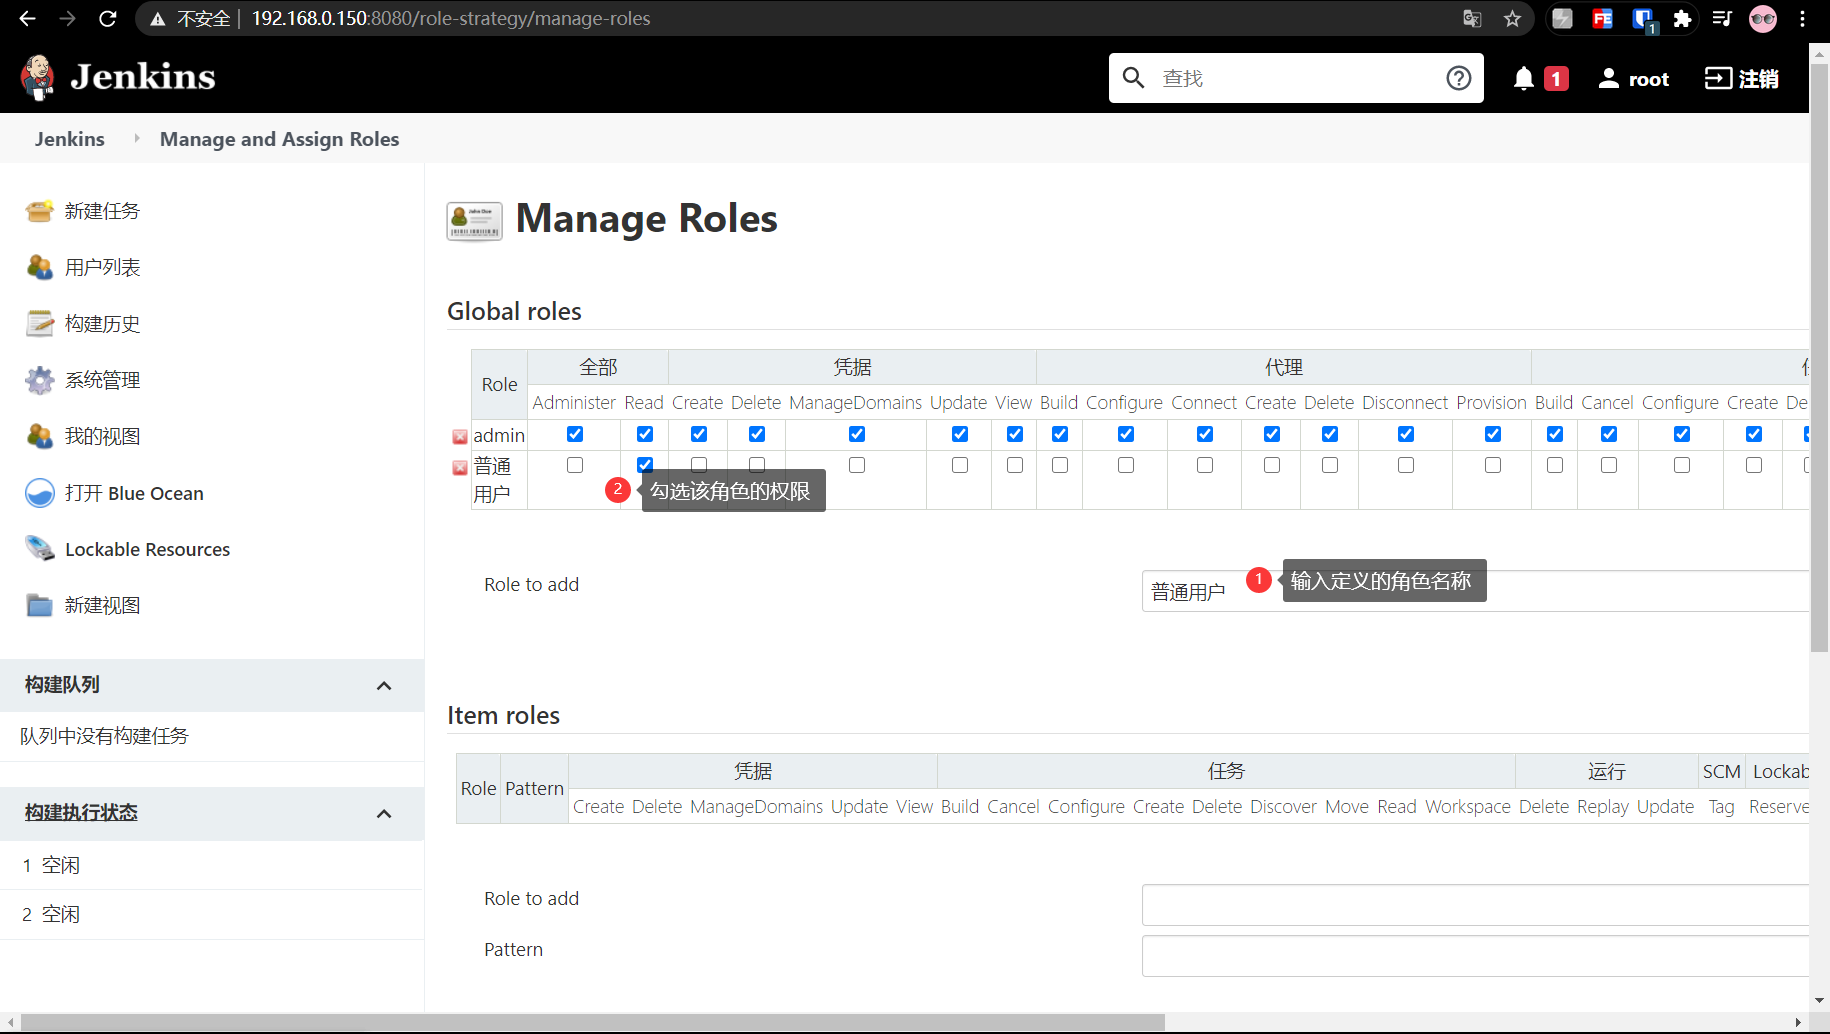 不安全 | 192.168.0.150:8080/role-strategy/manage-roles
FE
1
Jenkins
查找
1
root
注销
Jenkins
Manage and Assign Roles
新建任务
用户列表
构建历史
系统管理
我的视图
打开 Blue Ocean
Lockable Resources
新建视图
构建队列
队列中没有构建任务
构建执行状态
1 空闲
2 空闲
John Doe
Manage Roles
Global roles
Role 全部 凭据 代理
Administer Read Create Delete ManageDomains Update View Build Configure Connect Create Delete Disconnect Provision Build Cancel Configure Create De
admin
普通
用户
2 勾选该角色的权限
Role to add
普通用户
1 输入定义的角色名称
Item roles
Role Pattern 凭据 任务 运行 SCM Lockab
Create Delete ManageDomains Update View Build Cancel Configure Create Delete Discover Move Read Workspace Delete Replay Update Tag Reserve
Role to add
Pattern